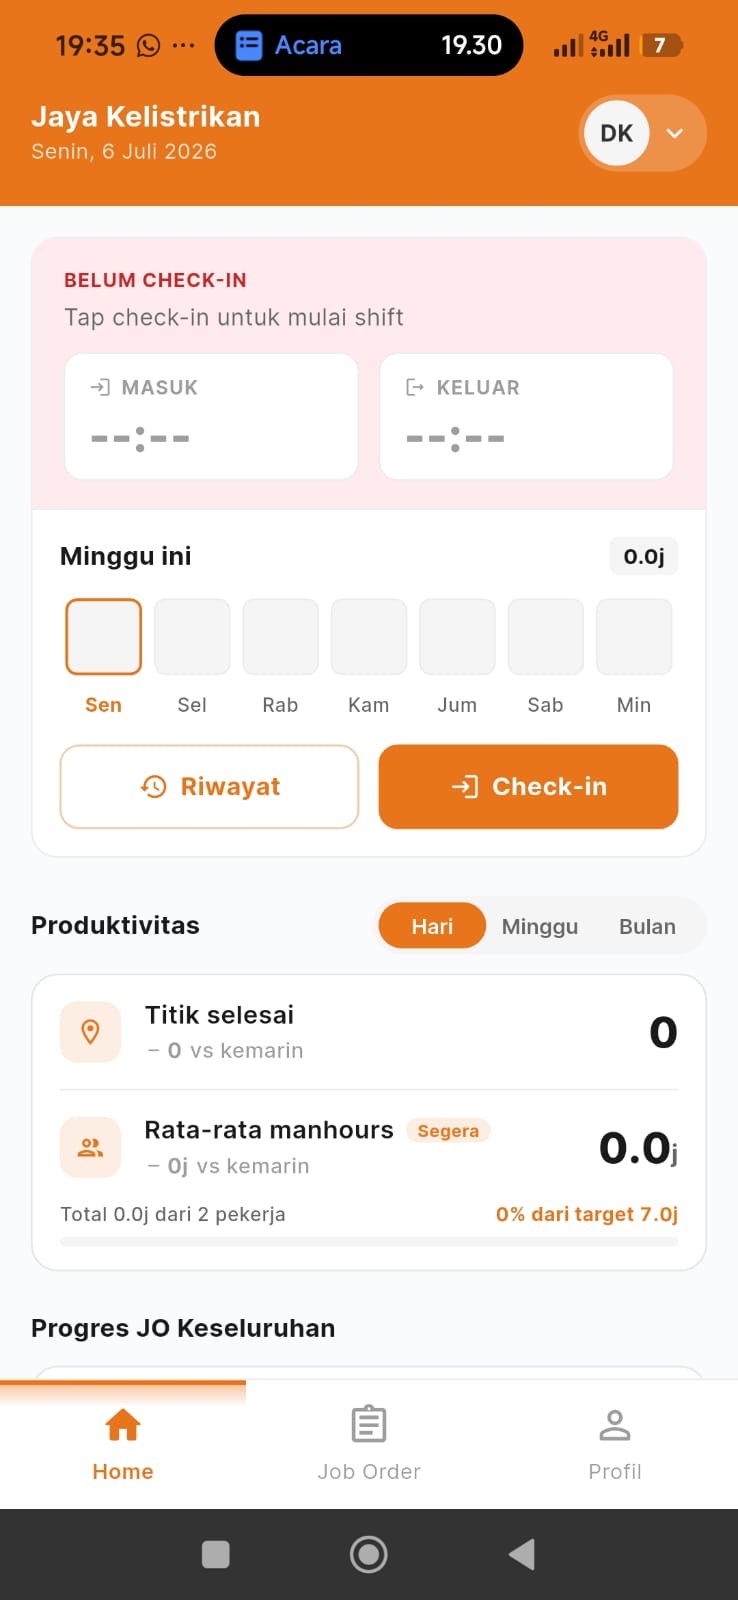 19:35 ... Acara 19.30 4G 7
Jaya Kelistrikan
Senin, 6 Juli 2026
DK
BELUM CHECK-IN
Tap check-in untuk mulai shift
MASUK
--:--
KELUAR
--:--
Minggu ini
0.0j
Sen Sel Rab Kam Jum Sab Min
Riwayat
Check-in
Produktivitas
Hari Minggu Bulan
Titik selesai
– 0 vs kemarin
0
Rata-rata manhours Segera
– 0j vs kemarin
0.0j
Total 0.0j dari 2 pekerja
0% dari target 7.0j
Progres JO Keseluruhan
Home Job Order Profil